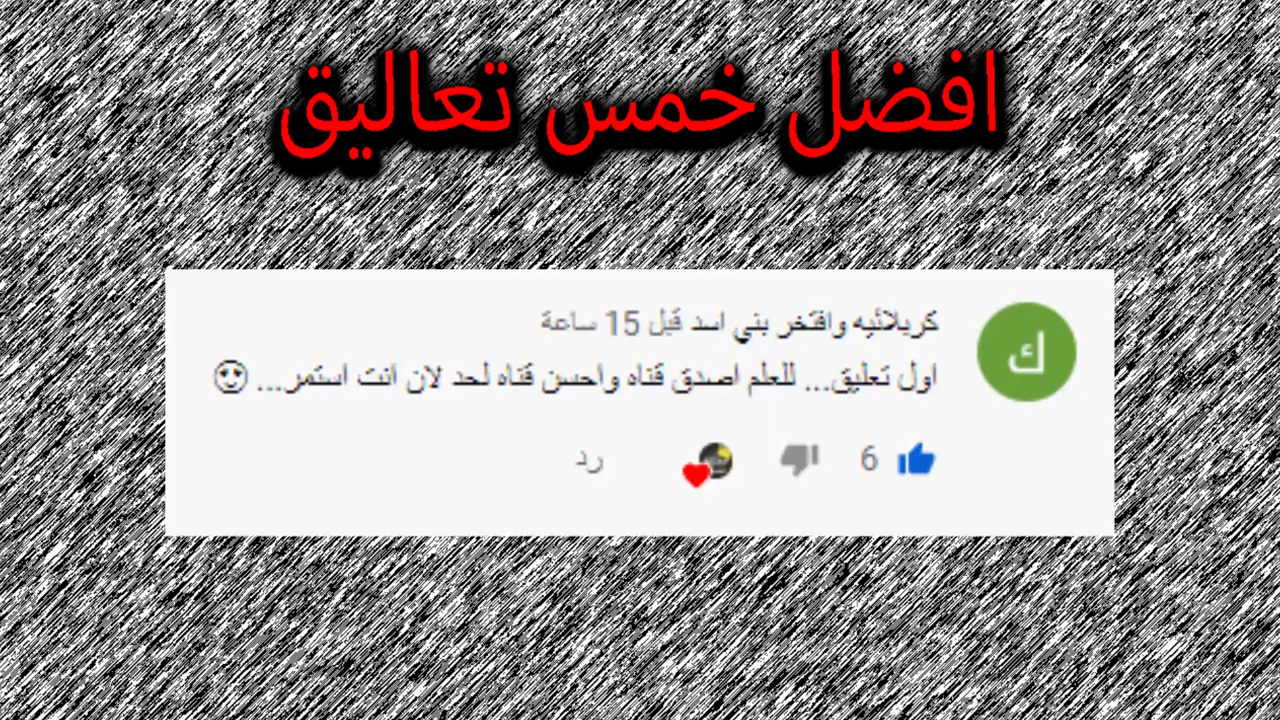 افضل خمس تعاليق
كربلائيه وافتخر بني اسد قبل 15 ساعة
ك
اول تعليق... للعلم اصدق قناه واحسن قناه لحد لان انت استمر... 🙂
6
رد